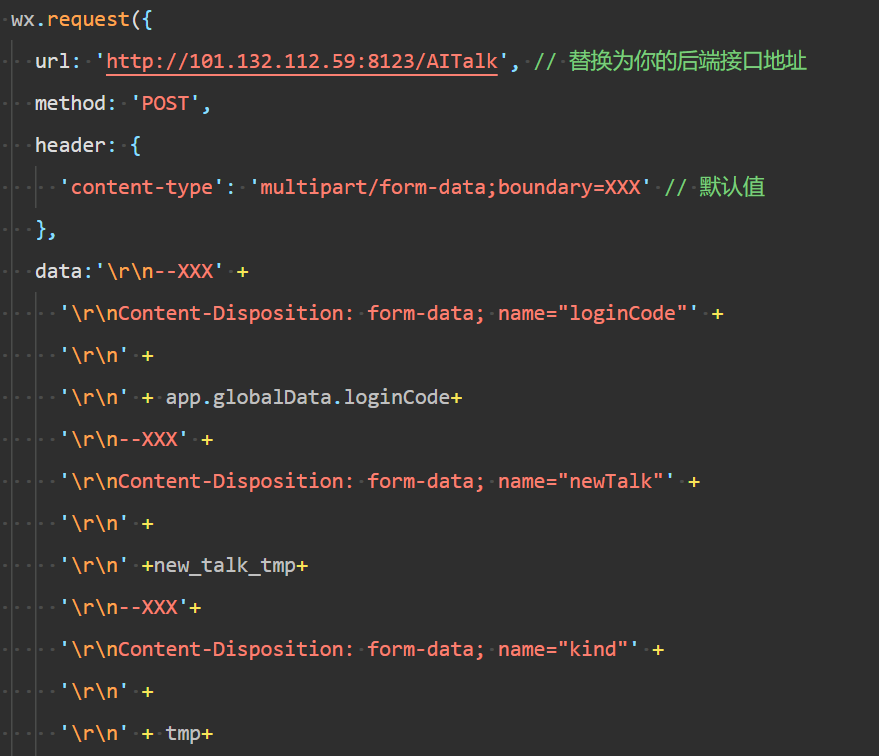 wx.request({
url: 'http://101.132.112.59:8123/AITalk', // 替换为你的后端接口地址
method: 'POST',
header: {
'content-type': 'multipart/form-data;boundary=XXX' // 默认值
},
data:'\r\n--XXX' +
'\r\nContent-Disposition: form-data; name="loginCode"' +
'\r\n' +
'\r\n' + app.globalData.loginCode+
'\r\n--XXX' +
'\r\nContent-Disposition: form-data; name="newTalk"' +
'\r\n' +
'\r\n' +new_talk_tmp+
'\r\n--XXX'+
'\r\nContent-Disposition: form-data; name="kind"' +
'\r\n' +
'\r\n' + tmp+